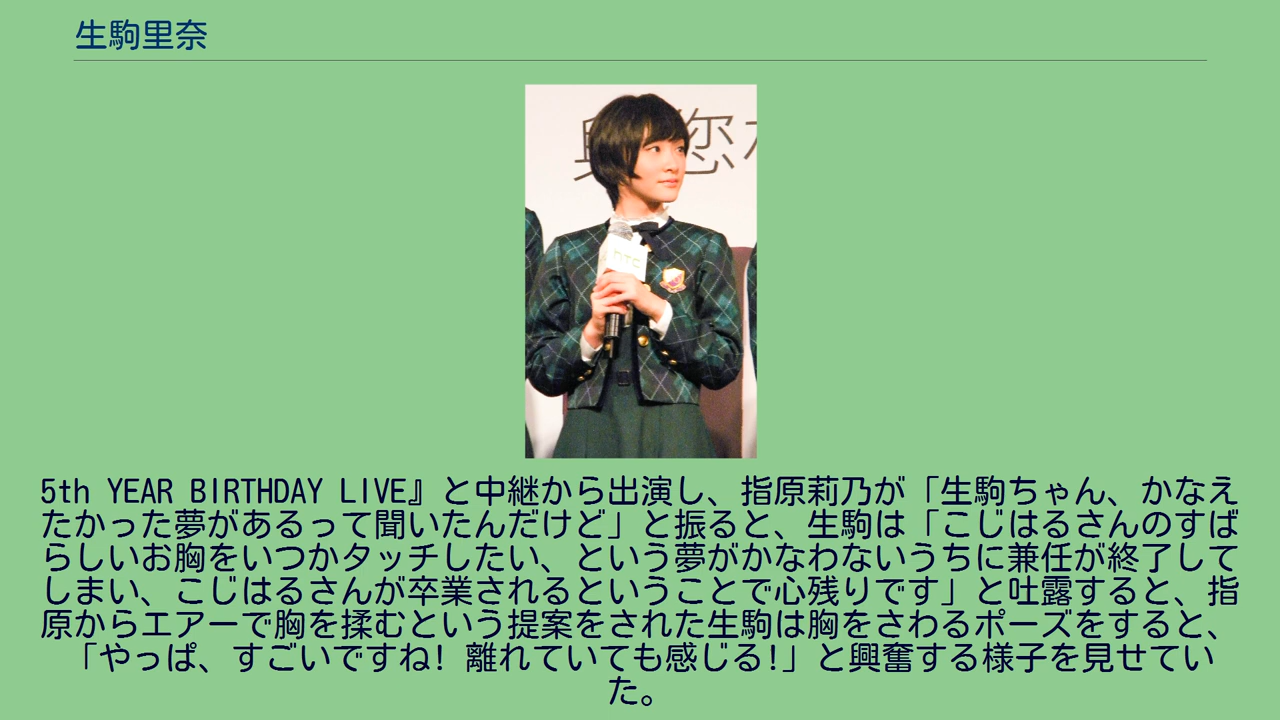 生駒里奈
與您
htc
5th YEAR BIRTHDAY LIVE』と中継から出演し、指原莉乃が「生駒ちゃん、かなえ
たかった夢があるって聞いたんだけど」と振ると、生駒は「こじはるさんのすば
らしいお胸をいつかタッチしたい、という夢がかなわないうちに兼任が終了して
しまい、こじはるさんが卒業されるということで心残りです」と吐露すると、指
原からエアーで胸を揉むという提案をされた生駒は胸をさわるポーズをすると、
「やっぱ、すごいですね! 離れていても感じる!」と興奮する様子を見せてい
た。